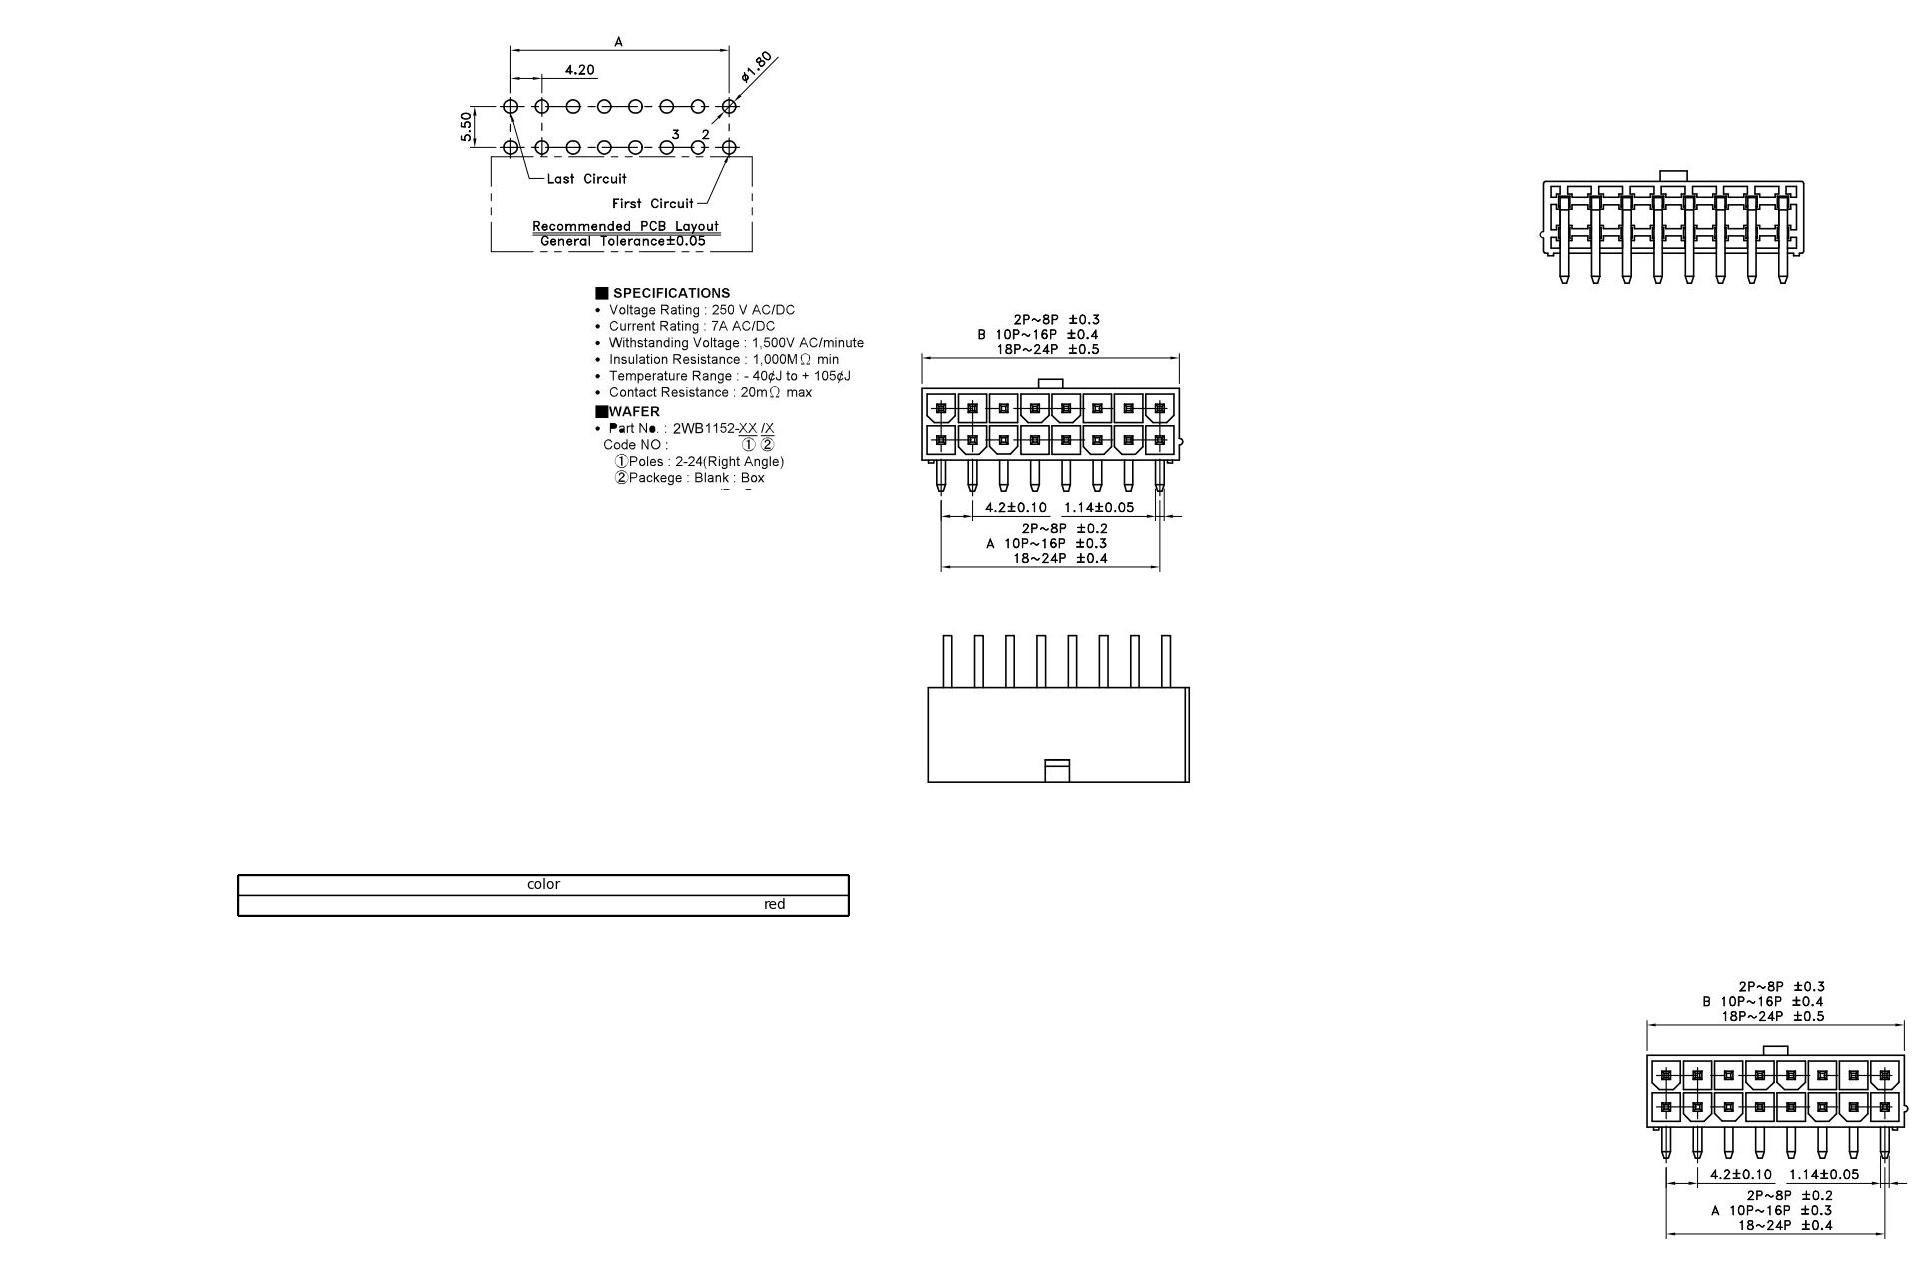 A
4.20
ø1.80
5.50
3 2
Last Circuit
First Circuit
Recommended PCB Layout
General Tolerance±0.05
SPECIFICATIONS
• Voltage Rating : 250 V AC/DC
• Current Rating : 7A AC/DC
• Withstanding Voltage : 1,500V AC/minute
• Insulation Resistance : 1,000MΩ min
• Temperature Range : - 40¢J to + 105¢J
• Contact Resistance : 20mΩ max
WAFER
• Part No. : 2WB1152-XX /X
Code NO : ① ②
①Poles : 2-24(Right Angle)
②Packege : Blank : Box
2P~8P ±0.3
B 10P~16P ±0.4
18P~24P ±0.5
4.2±0.10 1.14±0.05
2P~8P ±0.2
A 10P~16P ±0.3
18~24P ±0.4
color
red
2P~8P ±0.3
B 10P~16P ±0.4
18P~24P ±0.5
4.2±0.10 1.14±0.05
2P~8P ±0.2
A 10P~16P ±0.3
18~24P ±0.4